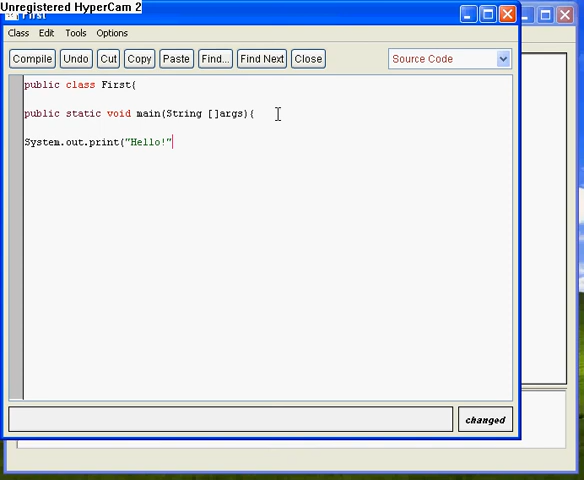 Unregistered HyperCam 2
First
Class Edit Tools Options
Compile Undo Cut Copy Paste Find... Find Next Close Source Code
public class First{
public static void main(String []args){
System.out.print("Hello!"
changed